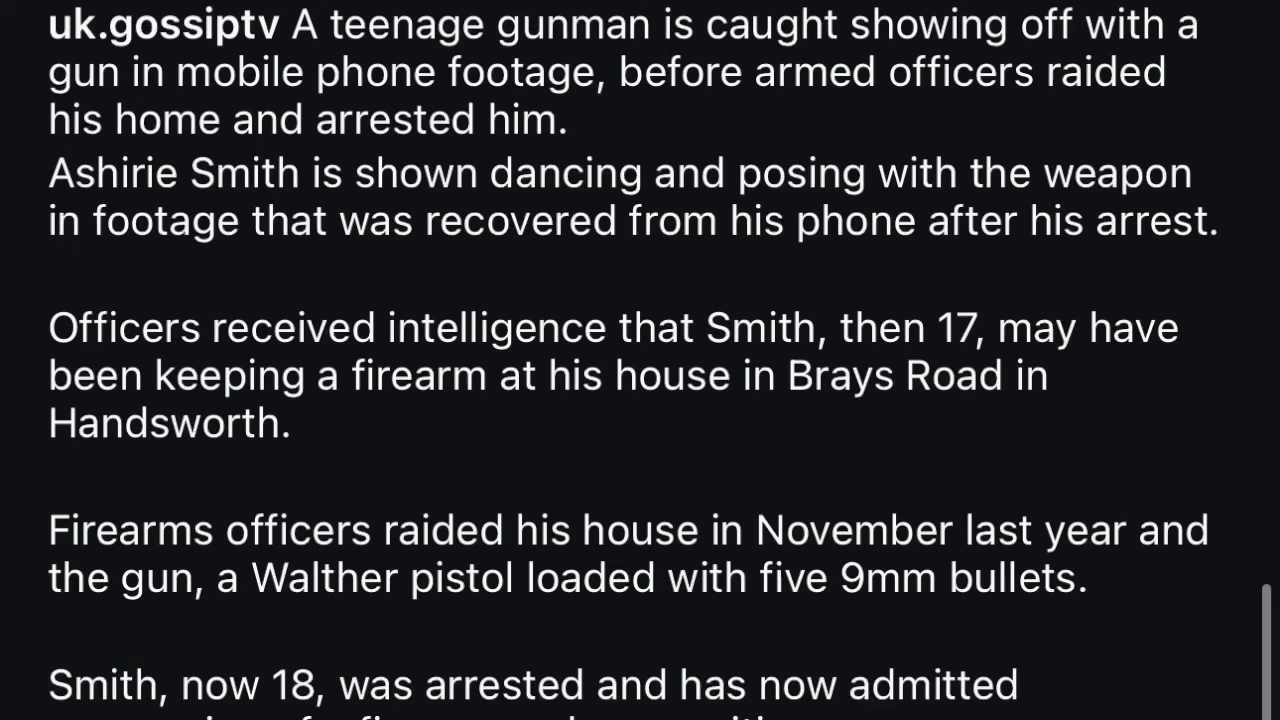 uk.gossiptv A teenage gunman is caught showing off with a
gun in mobile phone footage, before armed officers raided
his home and arrested him.
Ashirie Smith is shown dancing and posing with the weapon
in footage that was recovered from his phone after his arrest.
Officers received intelligence that Smith, then 17, may have
been keeping a firearm at his house in Brays Road in
Handsworth.
Firearms officers raided his house in November last year and
the gun, a Walther pistol loaded with five 9mm bullets.
Smith, now 18, was arrested and has now admitted